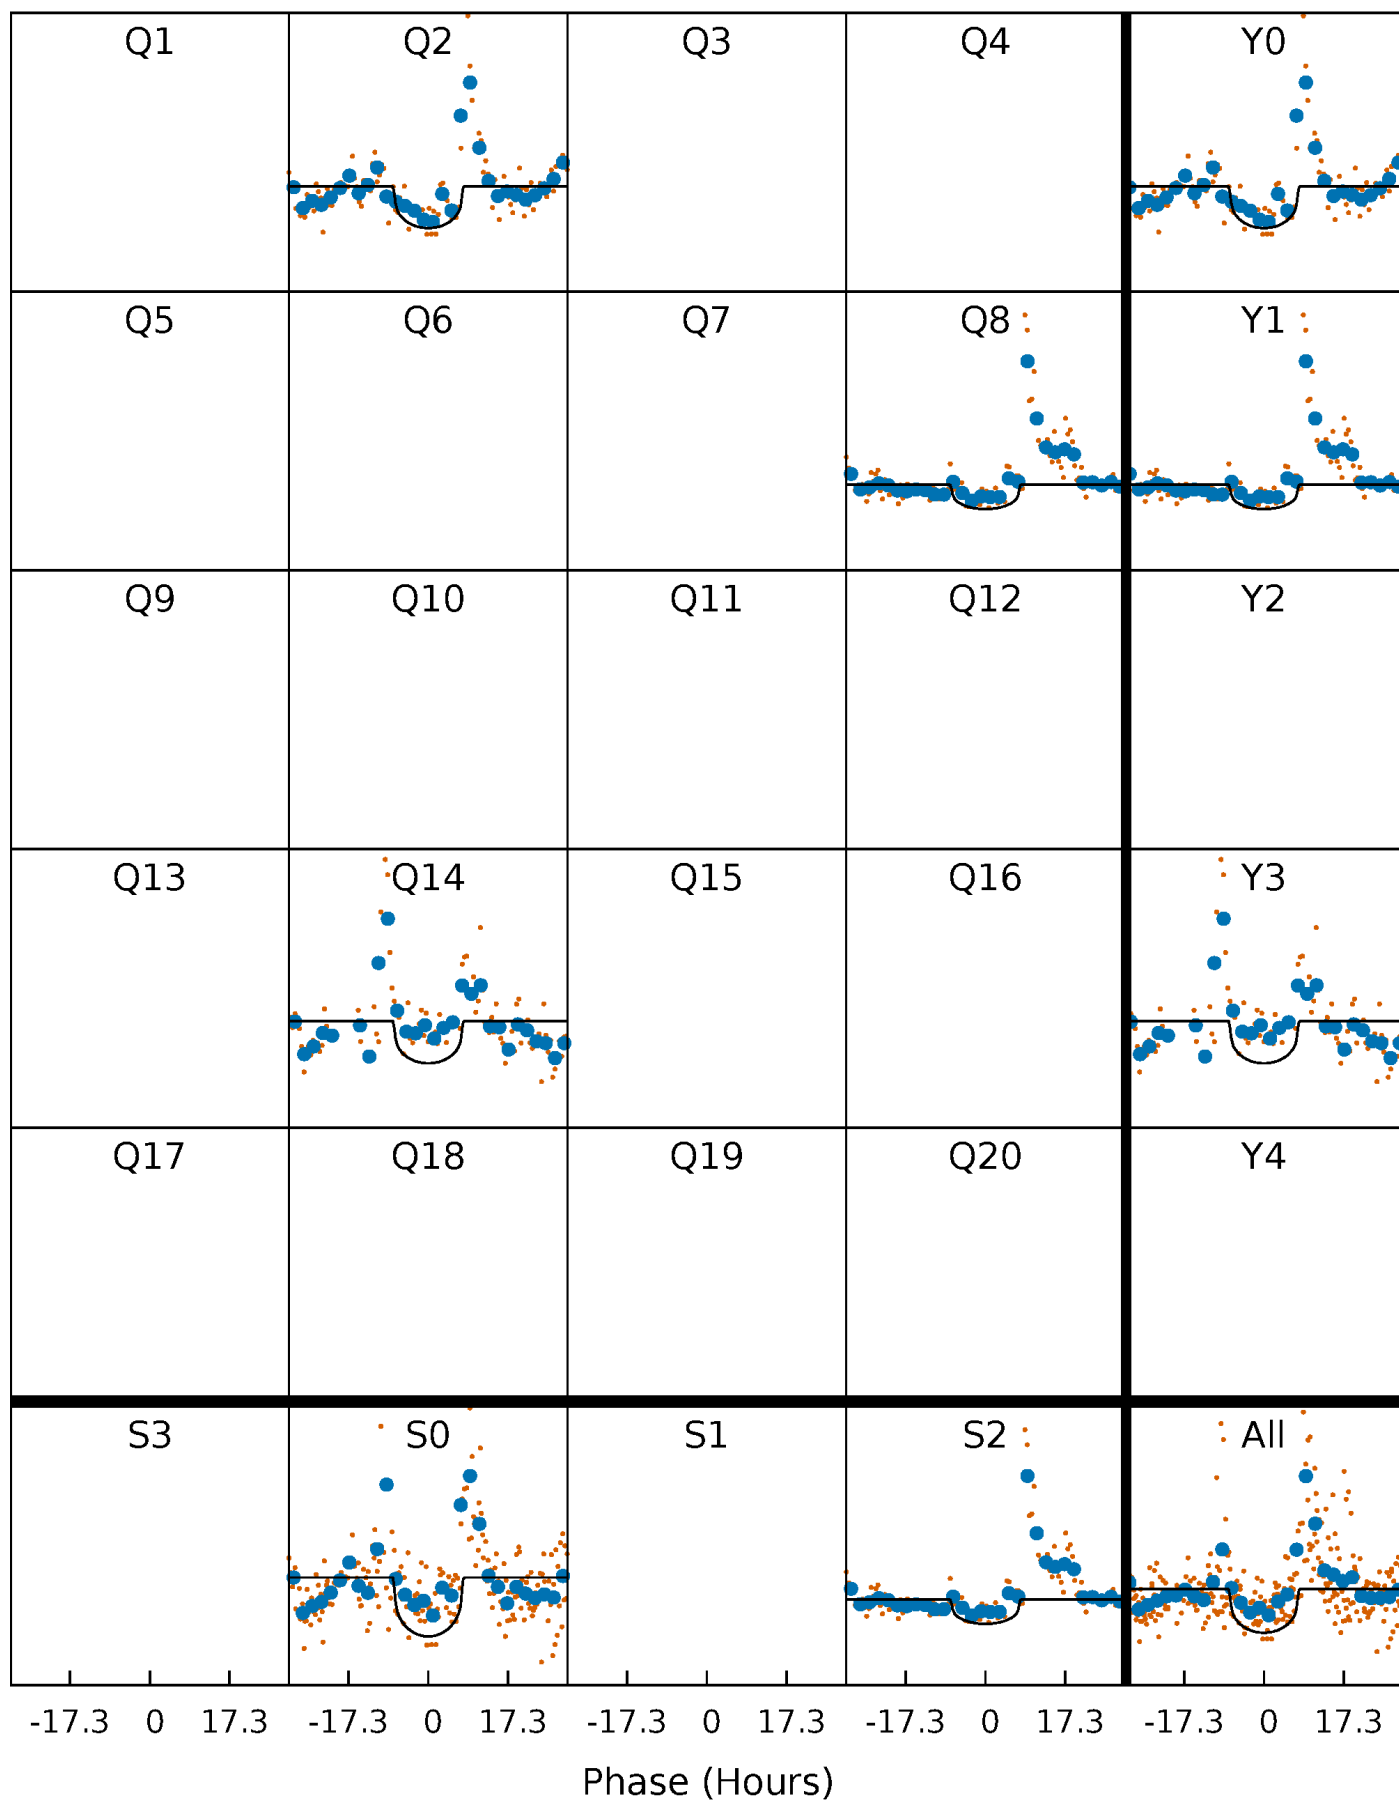 Q1 Q2 Q3 Q4 Y0
Q5 Q6 Q7 Q8 Y1
Q9 Q10 Q11 Q12 Y2
Q13 Q14 Q15 Q16 Y3
Q17 Q18 Q19 Q20 Y4
S3 S0 S1 S2 All
-17.3 0 17.3 -17.3 0 17.3 -17.3 0 17.3 -17.3 0 17.3 -17.3 0 17.3
Phase (Hours)